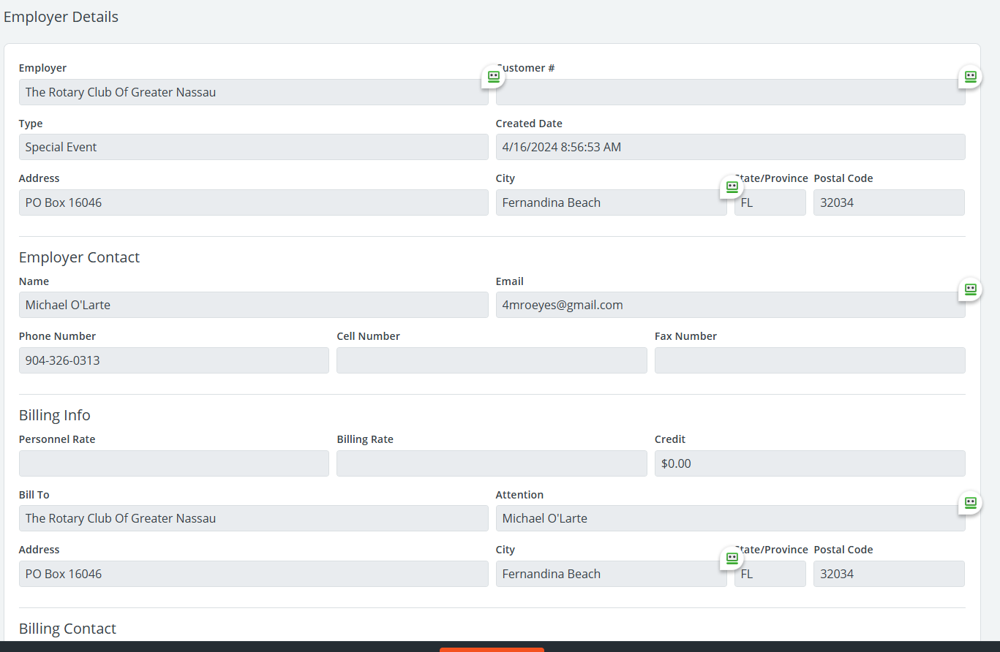 Employer Details
Employer
The Rotary Club Of Greater Nassau
ustomer #
Type
Special Event
Created Date
4/16/2024 8:56:53 AM
Address
PO Box 16046
City
Fernandina Beach
State/Province
FL
Postal Code
32034
Employer Contact
Name
Michael O'Larte
Email
4mroeyes@gmail.com
Phone Number
904-326-0313
Cell Number
Fax Number
Billing Info
Personnel Rate
Billing Rate
Credit
$0.00
Bill To
The Rotary Club Of Greater Nassau
Attention
Michael O'Larte
Address
PO Box 16046
City
Fernandina Beach
State/Province
FL
Postal Code
32034
Billing Contact